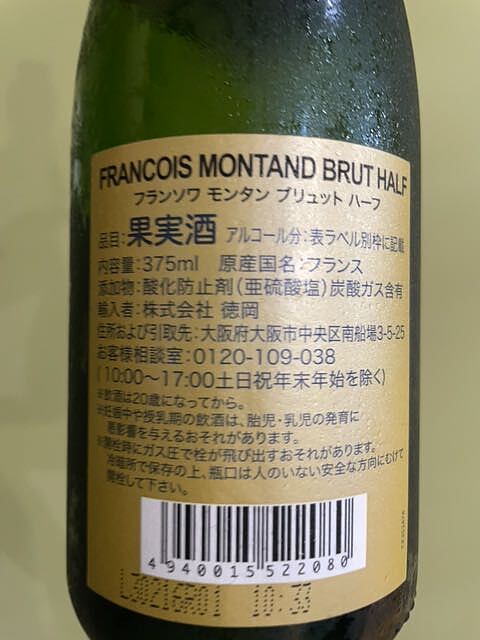 FRANCOIS MONTAND BRUT HALF
フランソワ モンタン ブリュット ハーフ
品目:果実酒 アルコール分:表ラベル別枠に記載
内容量:375ml 原産国名:フランス
添加物:酸化防止剤(亜硫酸塩)炭酸ガス含有
輸入者:株式会社 徳岡
住所および引取先:大阪府大阪市中央区南船場3-5-25
お客様相談室:0120-109-038
(10:00〜17:00土日祝年末年始を除く)
※飲酒は20歳になってから。
※妊娠中や授乳期の飲酒は、胎児・乳児の発育に
悪影響を与えるおそれがあります。
※開栓時にガス圧で栓が飛び出すおそれがあります。
冷暗所で保存の上、瓶口は人のいない安全な方向にむけて
開栓して下さい。
4940015522080
L30216R01 10:33